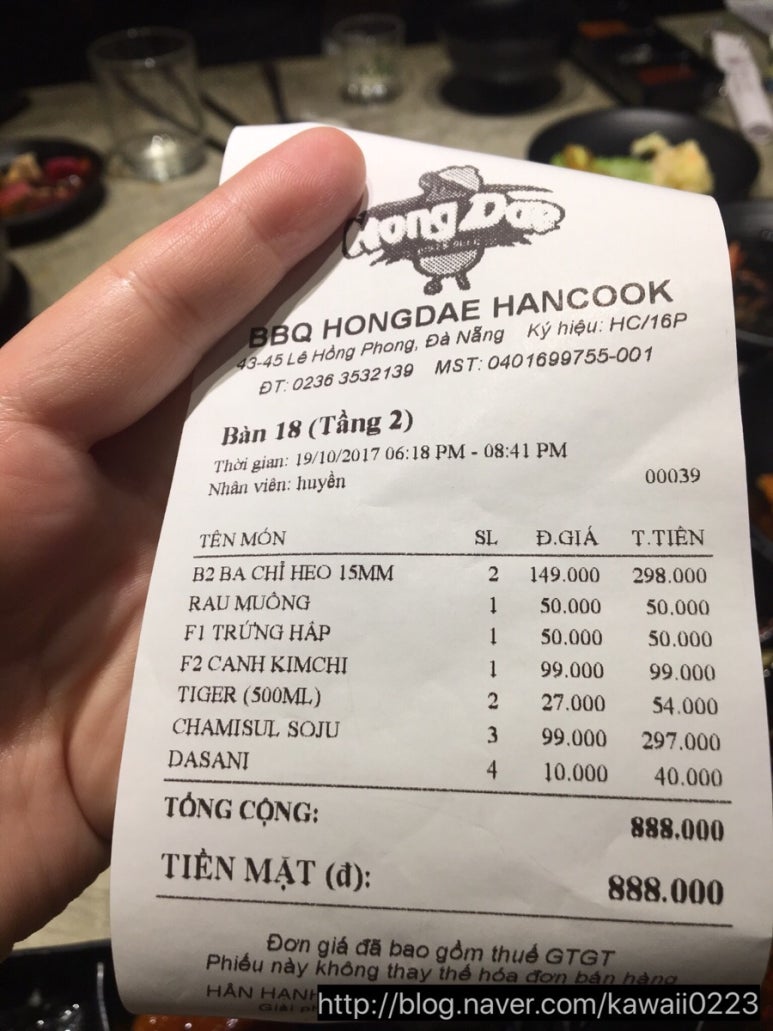 Hong Dae
BBQ HONGDAE HANCOOK
43-45 Lê Hồng Phong, Đà Nẵng Ký hiệu: HC/16P
ĐT: 0236 3532139 MST: 0401699755-001
Bàn 18 (Tầng 2)
Thời gian: 19/10/2017 06:18 PM - 08:41 PM
Nhân viên: huyền 00039
TÊN MÓN SL Đ.GIÁ T.TIỀN
B2 BA CHỈ HEO 15MM 2 149.000 298.000
RAU MUỐNG 1 50.000 50.000
F1 TRỨNG HẤP 1 50.000 50.000
F2 CANH KIMCHI 1 99.000 99.000
TIGER (500ML) 2 27.000 54.000
CHAMISUL SOJU 3 99.000 297.000
DASANI 4 10.000 40.000
TỔNG CỘNG: 888.000
TIỀN MẶT (đ): 888.000
Đơn giá đã bao gồm thuế GTGT
Phiếu này không thay thế hóa đơn bán hàng
HÂN HẠNH
Giải
http://blog.naver.com/kawaii0223